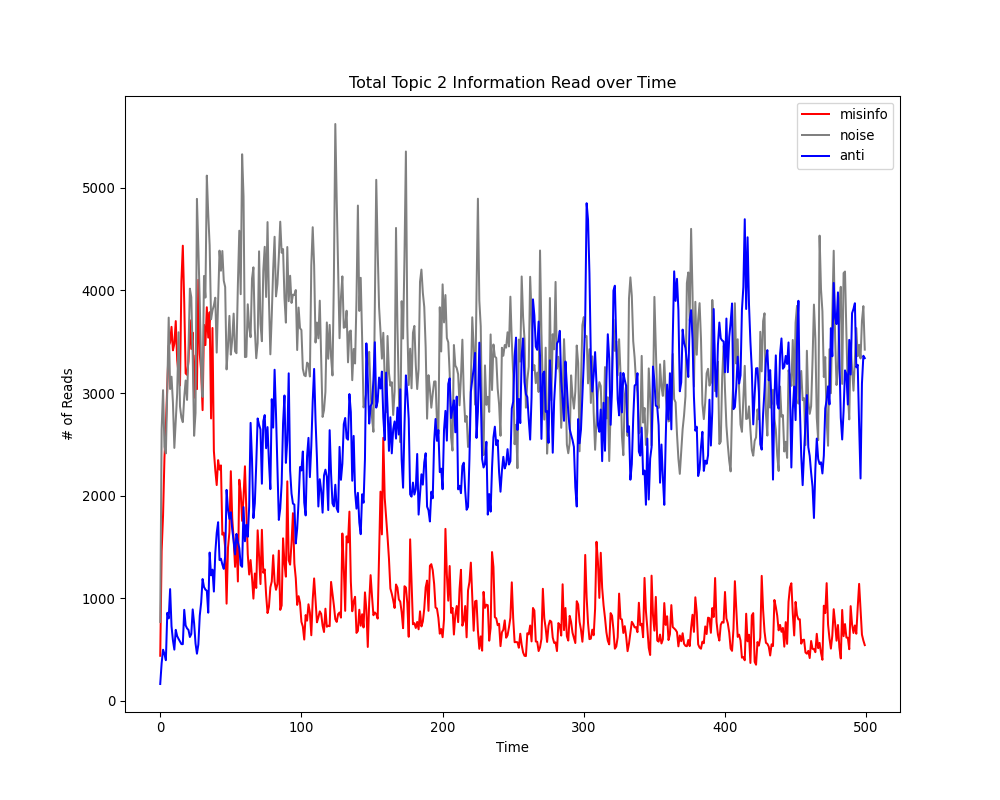 Total Topic 2 Information Read over Time
misinfo
noise
anti
# of Reads
5000
4000
3000
2000
1000
0
0 100 200 300 400 500
Time